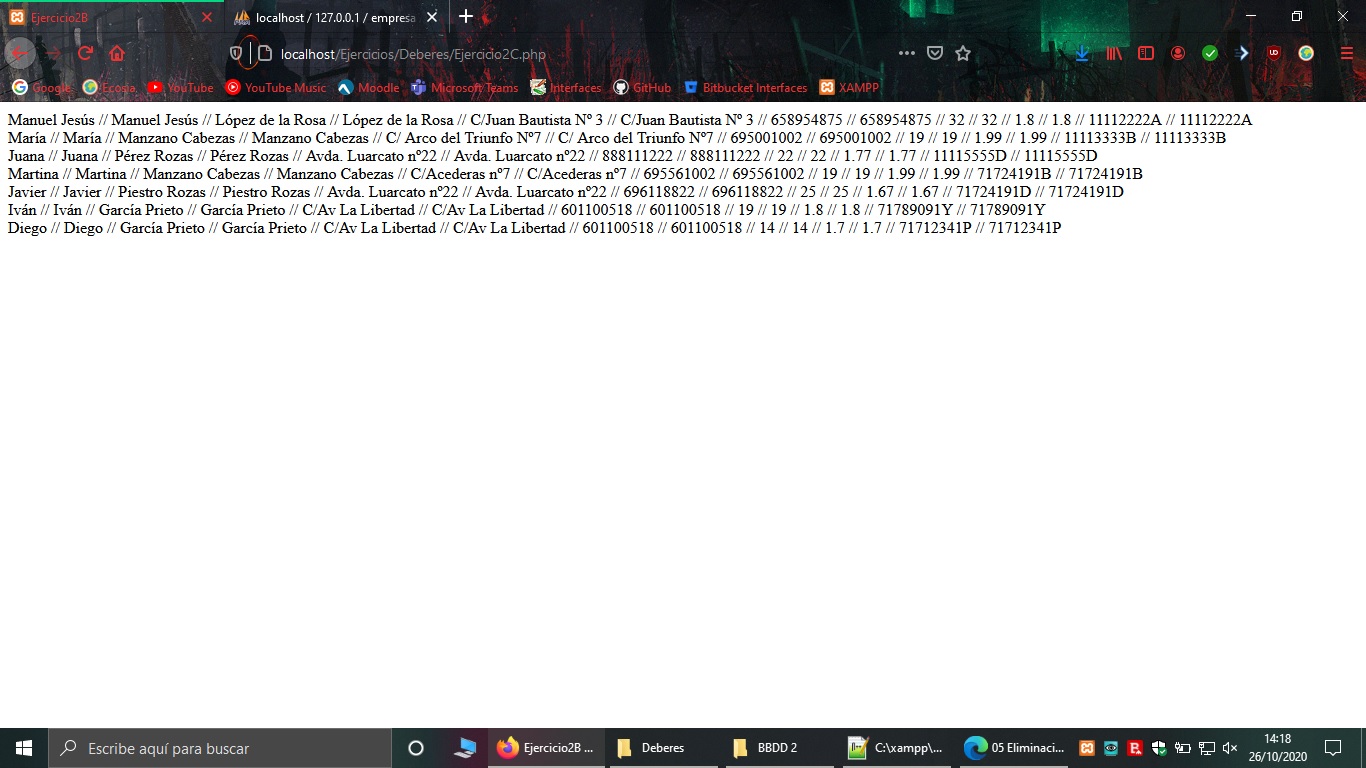 Ejercicio2B
localhost / 127.0.0.1 / empresa
localhost/Ejercicios/Deberes/Ejercicio2C.php
Google Ecosia YouTube YouTube Music Moodle Microsoft Teams Interfaces GitHub Bitbucket Interfaces XAMPP
Manuel Jesús // Manuel Jesús // López de la Rosa // López de la Rosa // C/Juan Bautista Nº 3 // C/Juan Bautista Nº 3 // 658954875 // 658954875 // 32 // 32 // 1.8 // 1.8 // 11112222A // 11112222A
María // María // Manzano Cabezas // Manzano Cabezas // C/ Arco del Triunfo Nº7 // C/ Arco del Triunfo Nº7 // 695001002 // 695001002 // 19 // 19 // 1.99 // 1.99 // 11113333B // 11113333B
Juana // Juana // Pérez Rozas // Pérez Rozas // Avda. Luarcato nº22 // Avda. Luarcato nº22 // 888111222 // 888111222 // 22 // 22 // 1.77 // 1.77 // 11115555D // 11115555D
Martina // Martina // Manzano Cabezas // Manzano Cabezas // C/Acederas nº7 // C/Acederas nº7 // 695561002 // 695561002 // 19 // 19 // 1.99 // 1.99 // 71724191B // 71724191B
Javier // Javier // Piestro Rozas // Piestro Rozas // Avda. Luarcato nº22 // Avda. Luarcato nº22 // 696118822 // 696118822 // 25 // 25 // 1.67 // 1.67 // 71724191D // 71724191D
Iván // Iván // García Prieto // García Prieto // C/Av La Libertad // C/Av La Libertad // 601100518 // 601100518 // 19 // 19 // 1.8 // 1.8 // 71789091Y // 71789091Y
Diego // Diego // García Prieto // García Prieto // C/Av La Libertad // C/Av La Libertad // 601100518 // 601100518 // 14 // 14 // 1.7 // 1.7 // 71712341P // 71712341P
Escribe aquí para buscar
Ejercicio2B ...
Deberes
BBDD 2
C:\xampp\...
05 Eliminaci...
14:18
26/10/2020